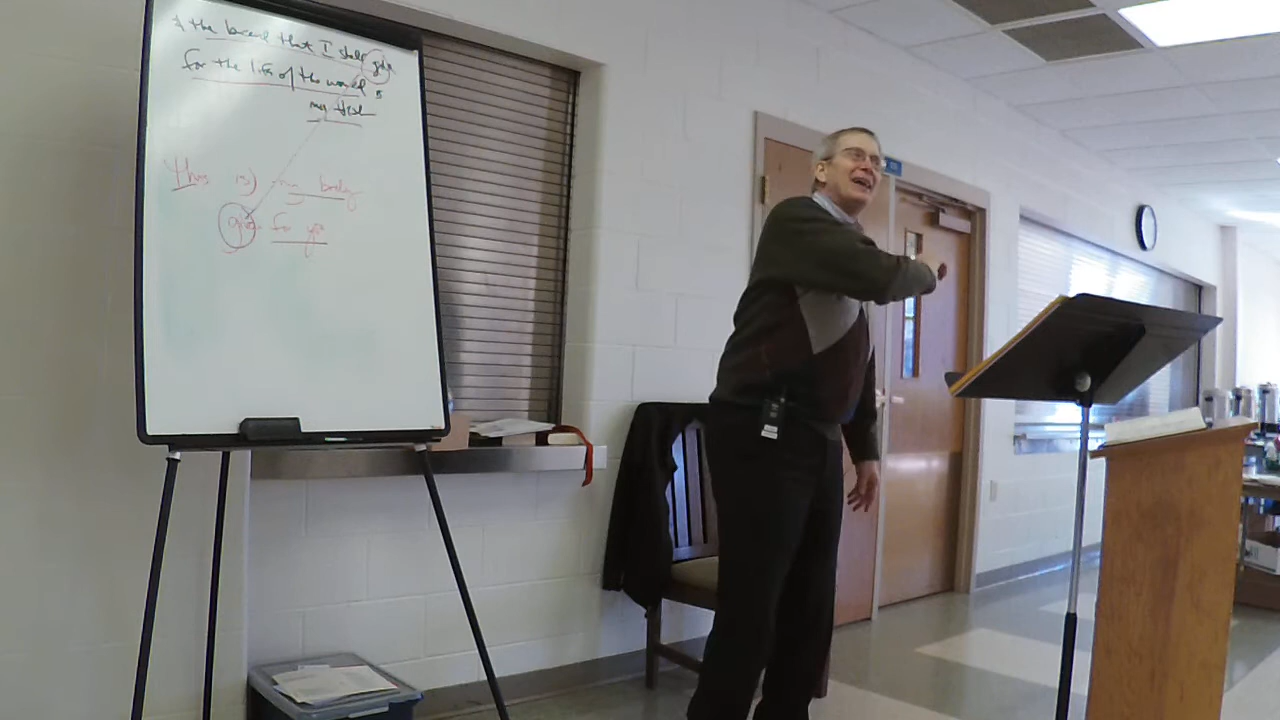 & the bread that I shall give
for the life of the world is
my flesh
this is my body
given for you